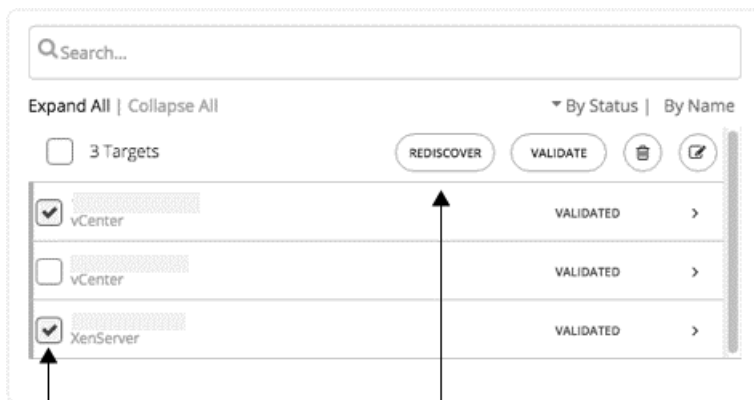 Search...
Expand All | Collapse All By Status | By Name
3 Targets REDISCOVER VALIDATE
vCenter VALIDATED
vCenter VALIDATED
XenServer VALIDATED